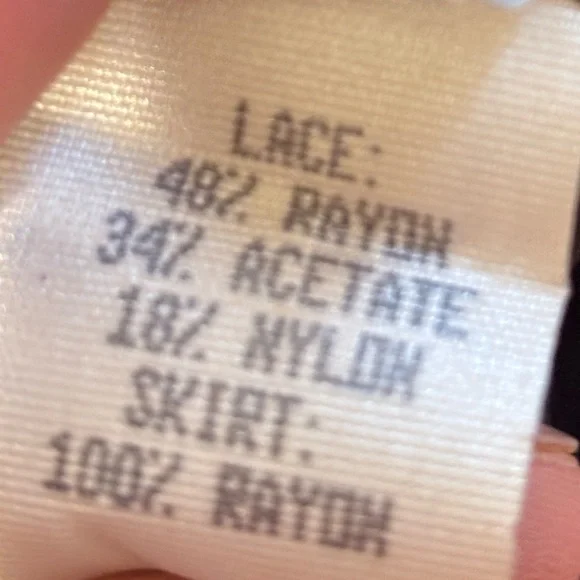 LACE:
48% RAYON
34% ACETATE
18% NYLON
SKIRT:
100% RAYON